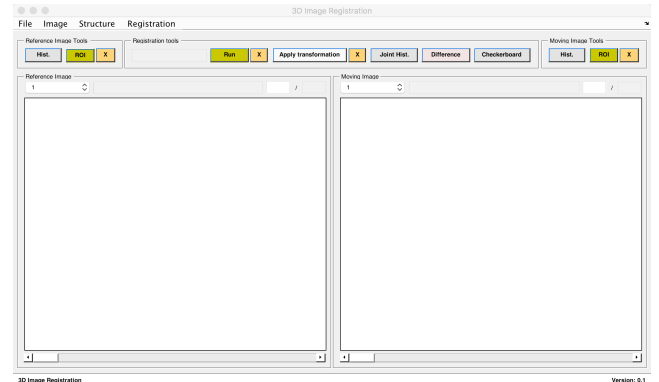 3D Image Registration
File Image Structure Registration
Reference Image Tools Registration tools Moving Image Tools
Hist. ROI X Run X Apply transformation X Joint Hist. Difference Checkerboard Hist. ROI X
Reference Image Moving Image
1 / 1 /
3D Image Registration Version: 0.1